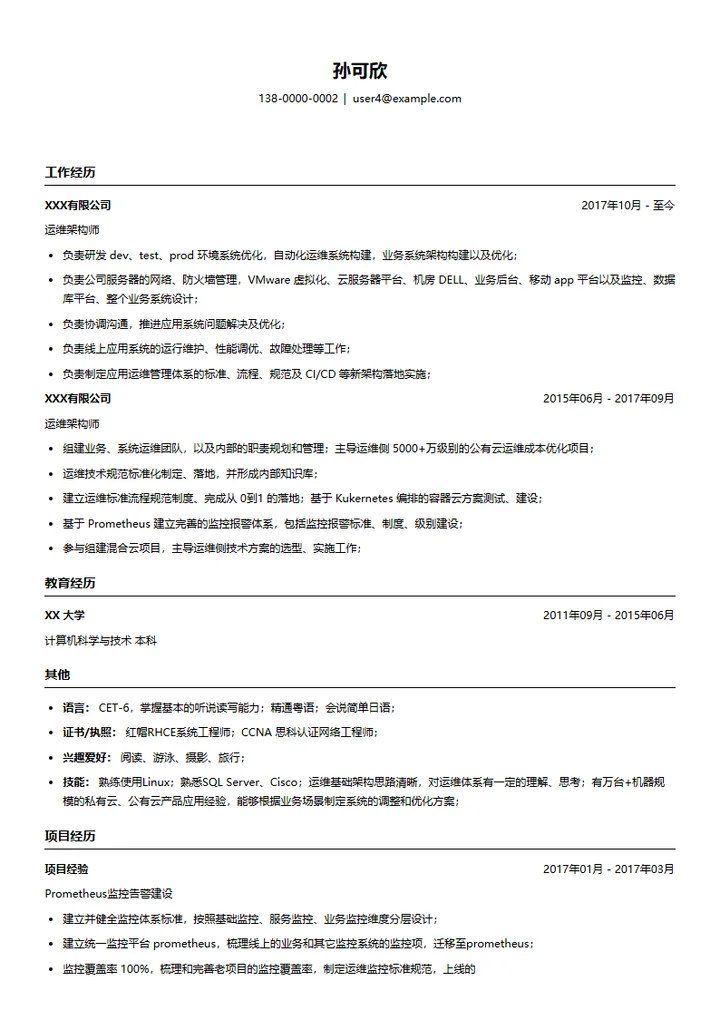 孙可欣
138-0000-0002 | user4@example.com
工作经历
XXX有限公司 2017年10月 - 至今
运维架构师
• 负责研发 dev、test、prod 环境系统优化，自动化运维系统构建，业务系统架构构建以及优化；
• 负责公司服务器的网络、防火墙管理，VMware 虚拟化、云服务器平台、机房 DELL、业务后台、移动 app 平台以及监控、数据
库平台、整个业务系统设计；
• 负责协调沟通，推进应用系统问题解决及优化；
• 负责线上应用系统的运行维护、性能调优、故障处理等工作；
• 负责制定应用运维管理体系的标准、流程、规范及 CI/CD 等新架构落地实施；
XXX有限公司 2015年06月 - 2017年09月
运维架构师
• 组建业务、系统运维团队，以及内部的职责规划和管理；主导运维侧 5000+万级别的公有云运维成本优化项目；
• 运维技术规范标准化制定、落地，并形成内部知识库；
• 建立运维标准流程规范制度、完成从 0到1 的落地；基于 Kukernetes 编排的容器云方案测试、建设；
• 基于 Prometheus 建立完善的监控报警体系，包括监控报警标准、制度、级别建设；
• 参与组建混合云项目，主导运维侧技术方案的选型、实施工作；
教育经历
XX 大学 2011年09月 - 2015年06月
计算机科学与技术 本科
其他
• 语言： CET-6，掌握基本的听说读写能力；精通粤语；会说简单日语；
• 证书/执照： 红帽RHCE系统工程师；CCNA 思科认证网络工程师；
• 兴趣爱好： 阅读、游泳、摄影、旅行；
• 技能： 熟练使用Linux；熟悉SQL Server、Cisco；运维基础架构思路清晰，对运维体系有一定的理解、思考；有万台+机器规
模的私有云、公有云产品应用经验，能够根据业务场景制定系统的调整和优化方案；
项目经历
项目经验 2017年01月 - 2017年03月
Prometheus监控告警建设
• 建立并健全监控体系标准，按照基础监控、服务监控、业务监控维度分层设计；
• 建立统一监控平台 prometheus，梳理线上的业务和其它监控系统的监控项，迁移至prometheus；
• 监控覆盖率 100%，梳理和完善老项目的监控覆盖率，制定运维监控标准规范，上线的